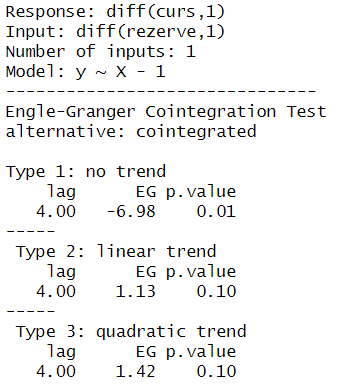 Response: diff(curs,1)
Input: diff(rezerve,1)
Number of inputs: 1
Model: y ~ X - 1
-------------------------------
Engle-Granger Cointegration Test
alternative: cointegrated
Type 1: no trend
lag EG p.value
4.00 -6.98 0.01
-----
Type 2: linear trend
lag EG p.value
4.00 1.13 0.10
-----
Type 3: quadratic trend
lag EG p.value
4.00 1.42 0.10